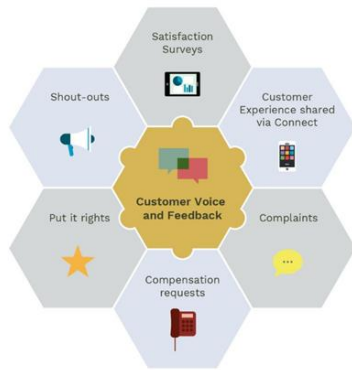 Satisfaction
Surveys
Shout-outs
Customer
Experience shared
via Connect
Customer Voice
and Feedback
Put it rights
Complaints
Compensation
requests